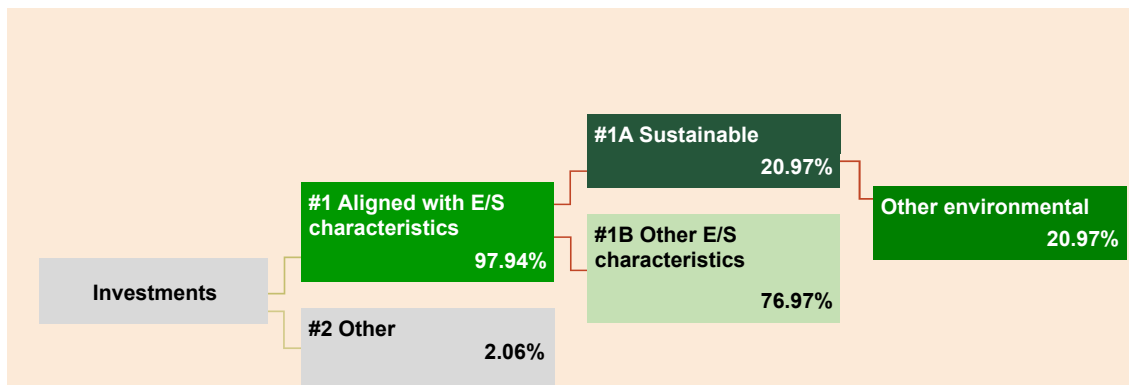 Investments
#1 Aligned with E/S
characteristics
97.94%
#2 Other
2.06%
#1A Sustainable
20.97%
#1B Other E/S
characteristics
76.97%
Other environmental
20.97%